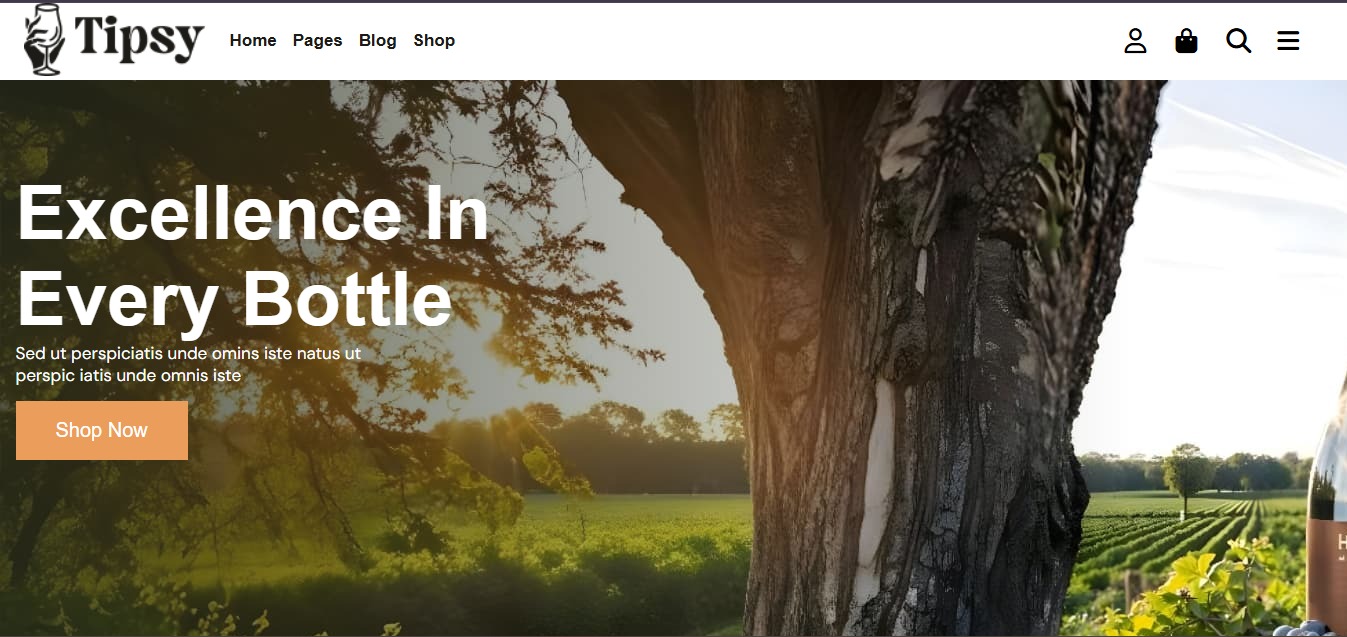 Tipsy
Home Pages Blog Shop
Excellence In
Every Bottle
Sed ut perspiciatis unde omins iste natus ut
perspic iatis unde omnis iste
Shop Now
H